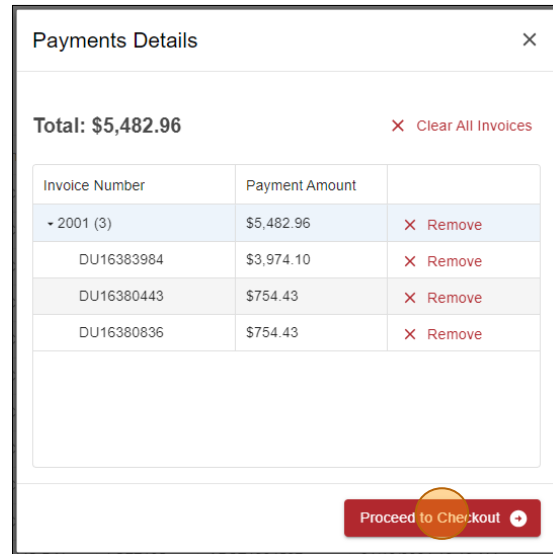 Payments Details
Total: $5,482.96 Clear All Invoices
Invoice Number Payment Amount
2001 (3) $5,482.96 Remove
DU16383984 $3,974.10 Remove
DU16380443 $754.43 Remove
DU16380836 $754.43 Remove
Proceed to Checkout